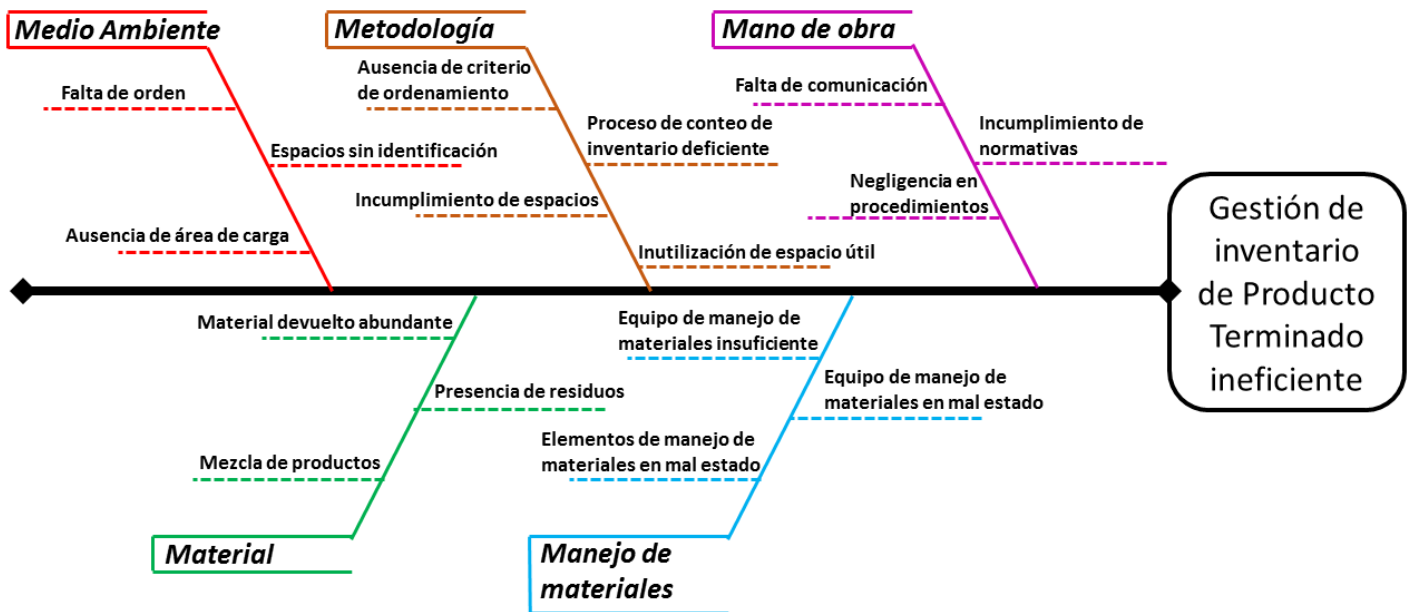 Medio Ambiente
Falta de orden
Espacios sin identificación
Ausencia de área de carga
Metodología
Ausencia de criterio
de ordenamiento
Proceso de conteo de
inventario deficiente
Incumplimiento de espacios
Inutilización de espacio útil
Mano de obra
Falta de comunicación
Incumplimiento de
normativas
Negligencia en
procedimientos
Gestión de
inventario
de Producto
Terminado
ineficiente
Material devuelto abundante
Presencia de residuos
Mezcla de productos
Material
Equipo de manejo de
materiales insuficiente
Equipo de manejo de
materiales en mal estado
Elementos de manejo de
materiales en mal estado
Manejo de
materiales